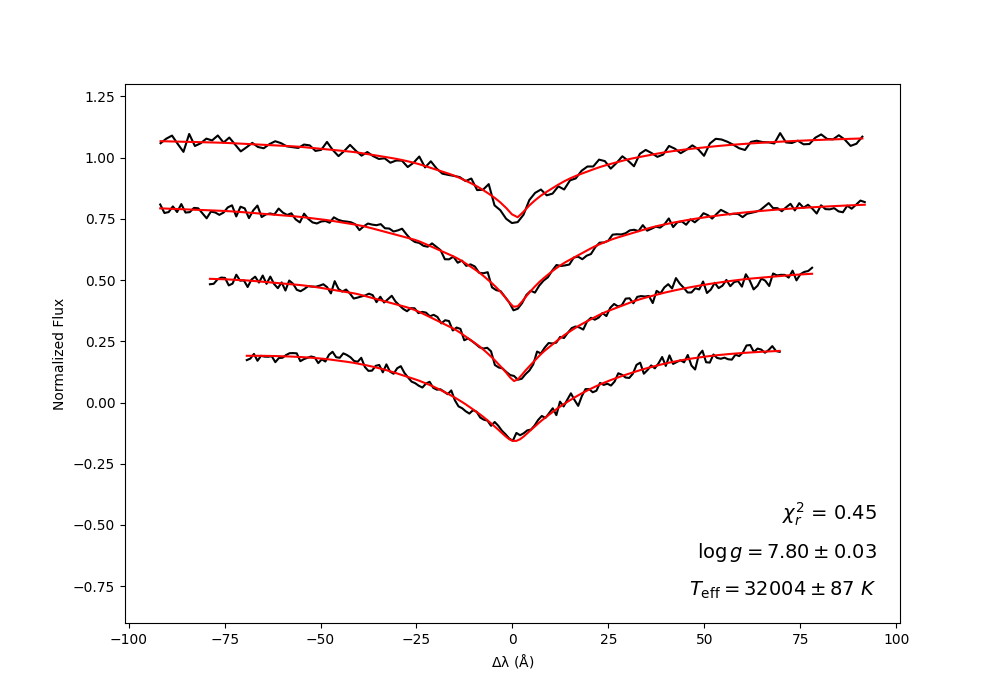 1.25
1.00
0.75
0.50
0.25
0.00
−0.25
−0.50
−0.75
Normalized Flux
χ²ᵣ = 0.45
log g = 7.80 ± 0.03
T_eff = 32004 ± 87 K
−100 −75 −50 −25 0 25 50 75 100
Δλ (Å)